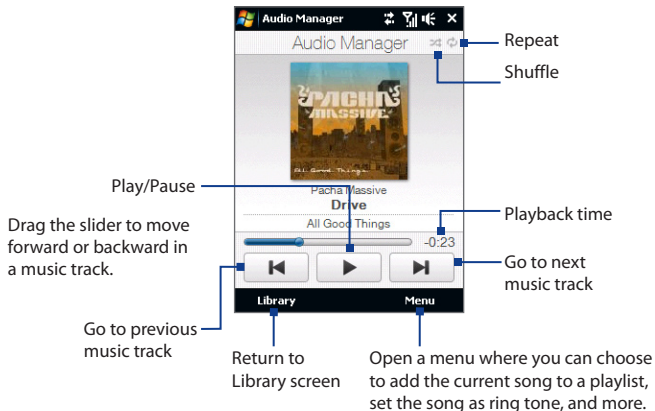 Audio Manager
Audio Manager
Repeat
Shuffle
PACHA
MASSIVE
All Good Things
Play/Pause
Pacha Massive
Drive
All Good Things
Drag the slider to move
forward or backward in
a music track.
Playback time
-0:23
Go to next
music track
Library
Menu
Go to previous
music track
Return to
Library screen
Open a menu where you can choose
to add the current song to a playlist,
set the song as ring tone, and more.